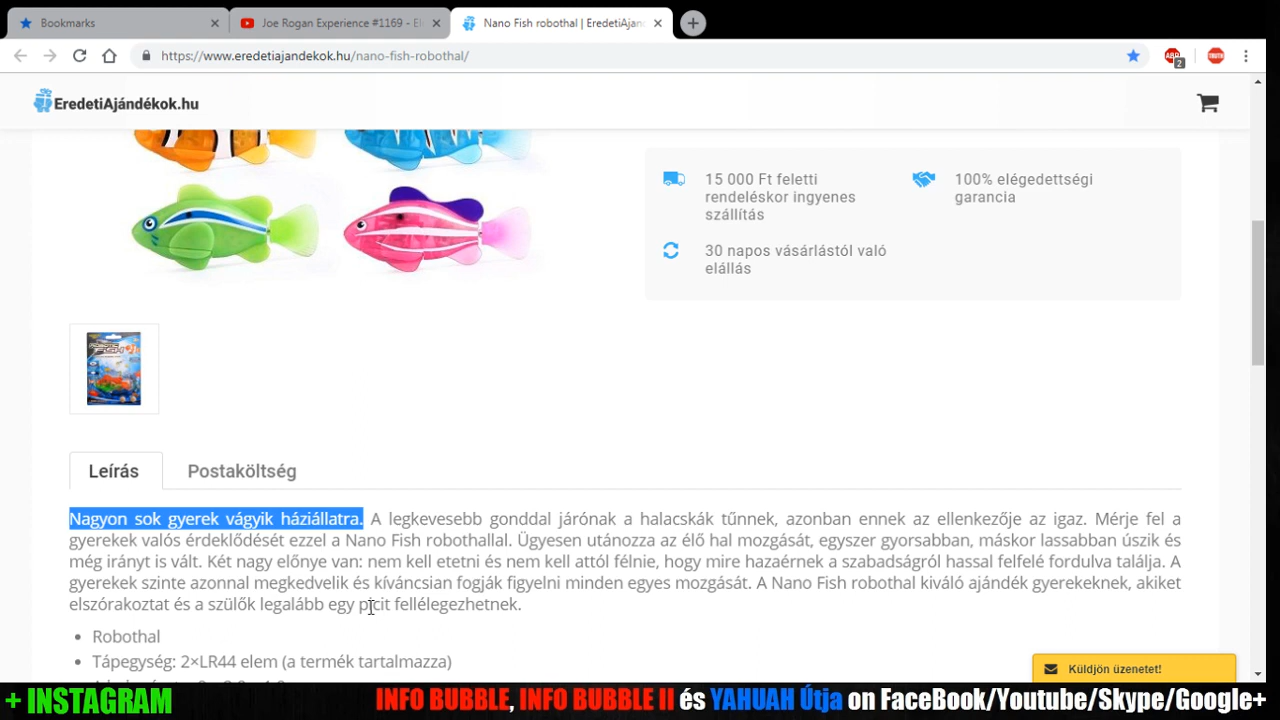 Bookmarks
Joe Rogan Experience #1169 - El
Nano Fish robothal | EredetiAjan
https://www.eredetiajandekok.hu/nano-fish-robothal/
ABP
2
TRUTH
EredetiAjándékok.hu
15 000 Ft feletti
rendeléskor ingyenes
szállítás
100% elégedettségi
garancia
30 napos vásárlástól való
elállás
FISH
Leírás
Postaköltség
Nagyon sok gyerek vágyik háziállatra. A legkevesebb gonddal járónak a halacskák tűnnek, azonban ennek az ellenkezője az igaz. Mérje fel a
gyerekek valós érdeklődését ezzel a Nano Fish robothallal. Ügyesen utánozza az élő hal mozgását, egyszer gyorsabban, máskor lassabban úszik és
még irányt is vált. Két nagy előnye van: nem kell etetni és nem kell attól félnie, hogy mire hazaérnek a szabadságról hassal felfelé fordulva találja. A
gyerekek szinte azonnal megkedvelik és kíváncsian fogják figyelni minden egyes mozgását. A Nano Fish robothal kiváló ajándék gyerekeknek, akiket
elszórakoztat és a szülők legalább egy picit fellélegezhetnek.
Robothal
Tápegység: 2×LR44 elem (a termék tartalmazza)
Küldjön üzenetet!
+ INSTAGRAM
INFO BUBBLE, INFO BUBBLE II és YAHUAH Útja on FaceBook/Youtube/Skype/Google+